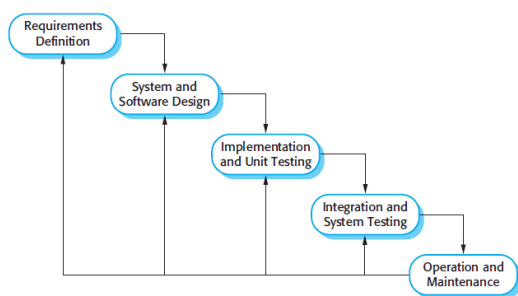 Requirements
Definition
System and
Software Design
Implementation
and Unit Testing
Integration and
System Testing
Operation and
Maintenance